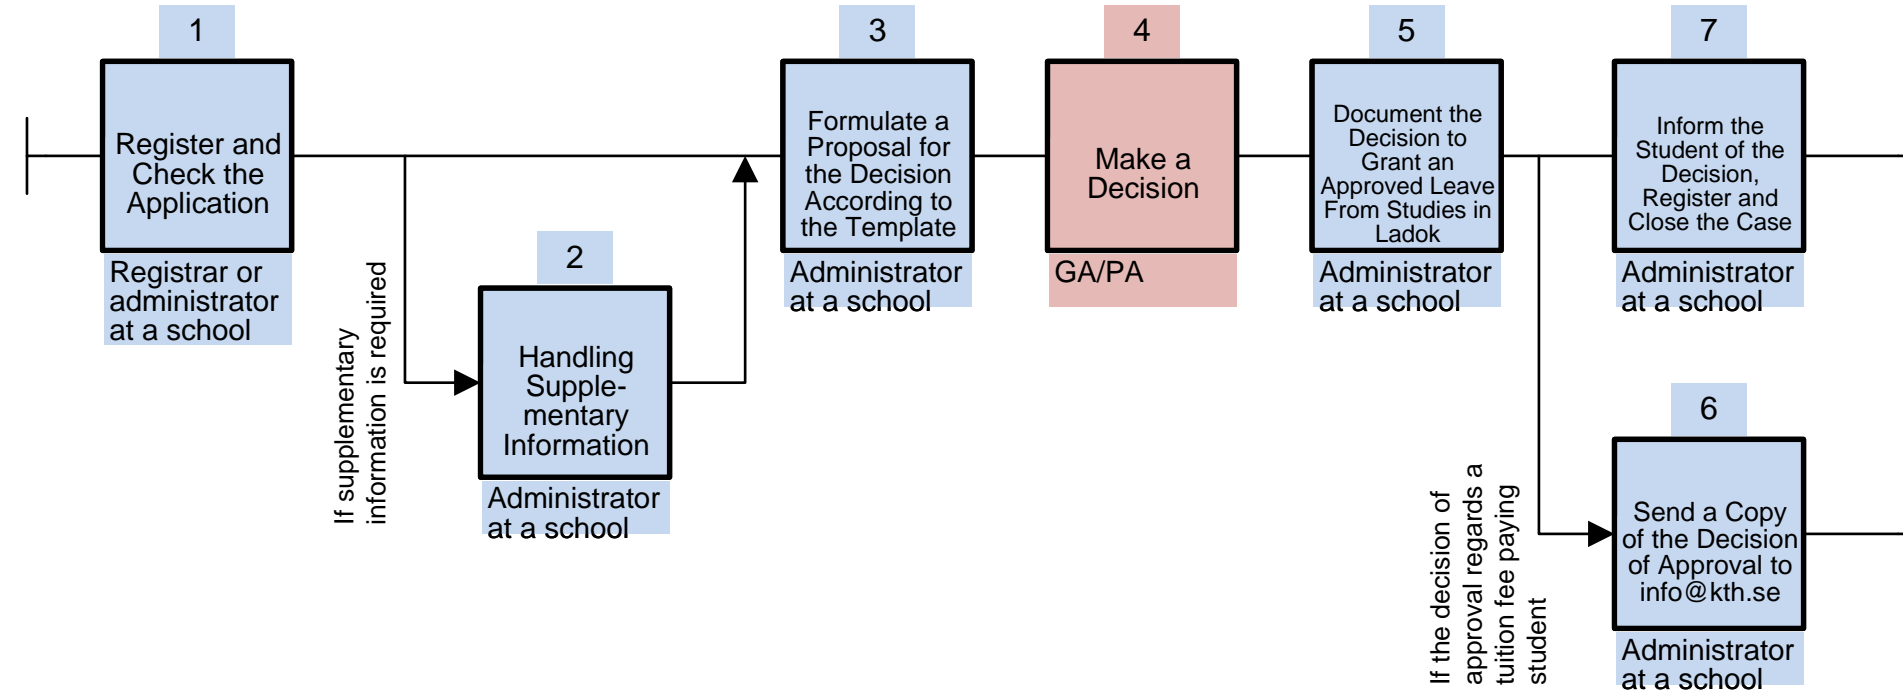 1
Register and
Check the
Application
Registrar or
administrator
at a school
If supplementary
information is required
2
Handling
Supple-
mentary
Information
Administrator
at a school
3
Formulate a
Proposal for
the Decision
According to
the Template
Administrator
at a school
4
Make a
Decision
GA/PA
5
Document the
Decision to
Grant an
Approved Leave
From Studies in
Ladok
Administrator
at a school
7
Inform the
Student of the
Decision,
Register and
Close the Case
Administrator
at a school
If the decision of
approval regards a
tuition fee paying
student
6
Send a Copy
of the Decision
of Approval to
info@kth.se
Administrator
at a school